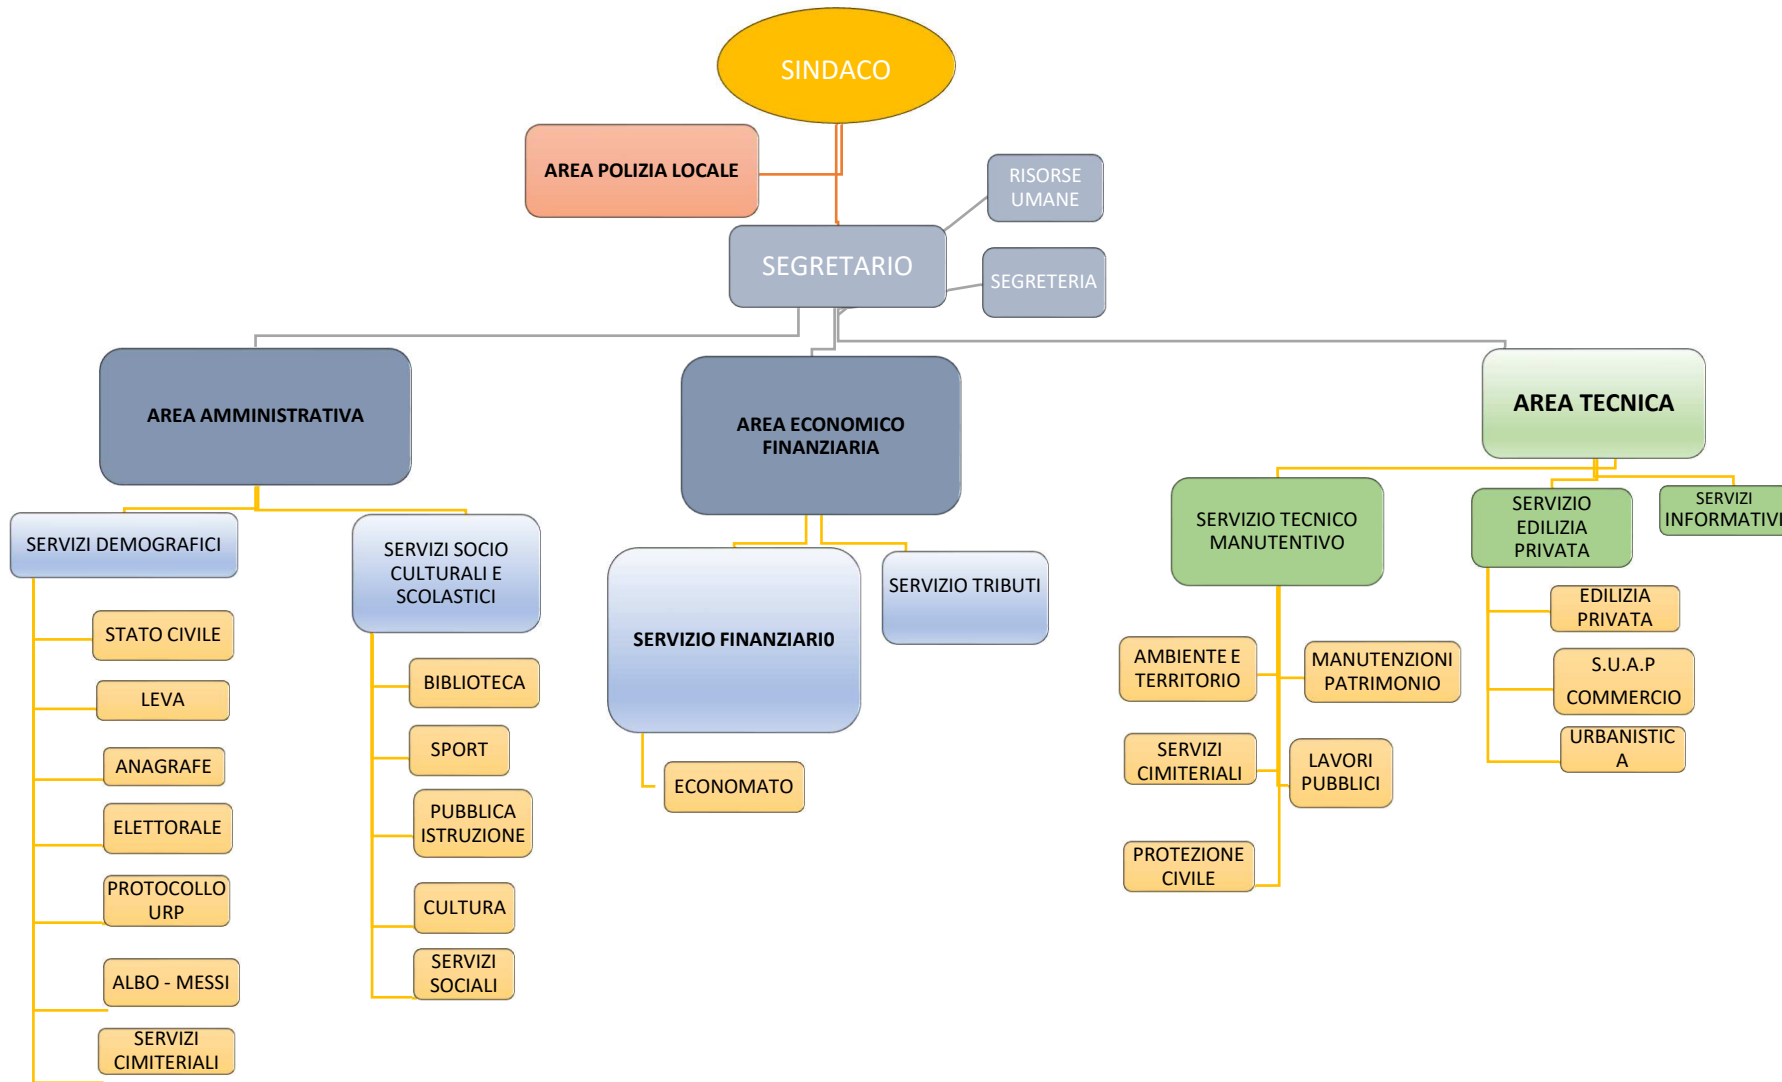 SINDACO
AREA POLIZIA LOCALE
RISORSE
UMANE
SEGRETARIO
SEGRETERIA
AREA AMMINISTRATIVA
AREA ECONOMICO
FINANZIARIA
AREA TECNICA
SERVIZI DEMOGRAFICI
STATO CIVILE
LEVA
ANAGRAFE
ELETTORALE
PROTOCOLLO
URP
ALBO - MESSI
SERVIZI
CIMITERIALI
SERVIZI SOCIO
CULTURALI E
SCOLASTICI
BIBLIOTECA
SPORT
PUBBLICA
ISTRUZIONE
CULTURA
SERVIZI
SOCIALI
SERVIZIO FINANZIARI0
ECONOMATO
SERVIZIO TRIBUTI
SERVIZIO TECNICO
MANUTENTIVO
AMBIENTE E
TERRITORIO
MANUTENZIONI
PATRIMONIO
SERVIZI
CIMITERIALI
LAVORI
PUBBLICI
PROTEZIONE
CIVILE
SERVIZIO
EDILIZIA
PRIVATA
EDILIZIA
PRIVATA
S.U.A.P
COMMERCIO
URBANISTIC
A
SERVIZI
INFORMATIVI